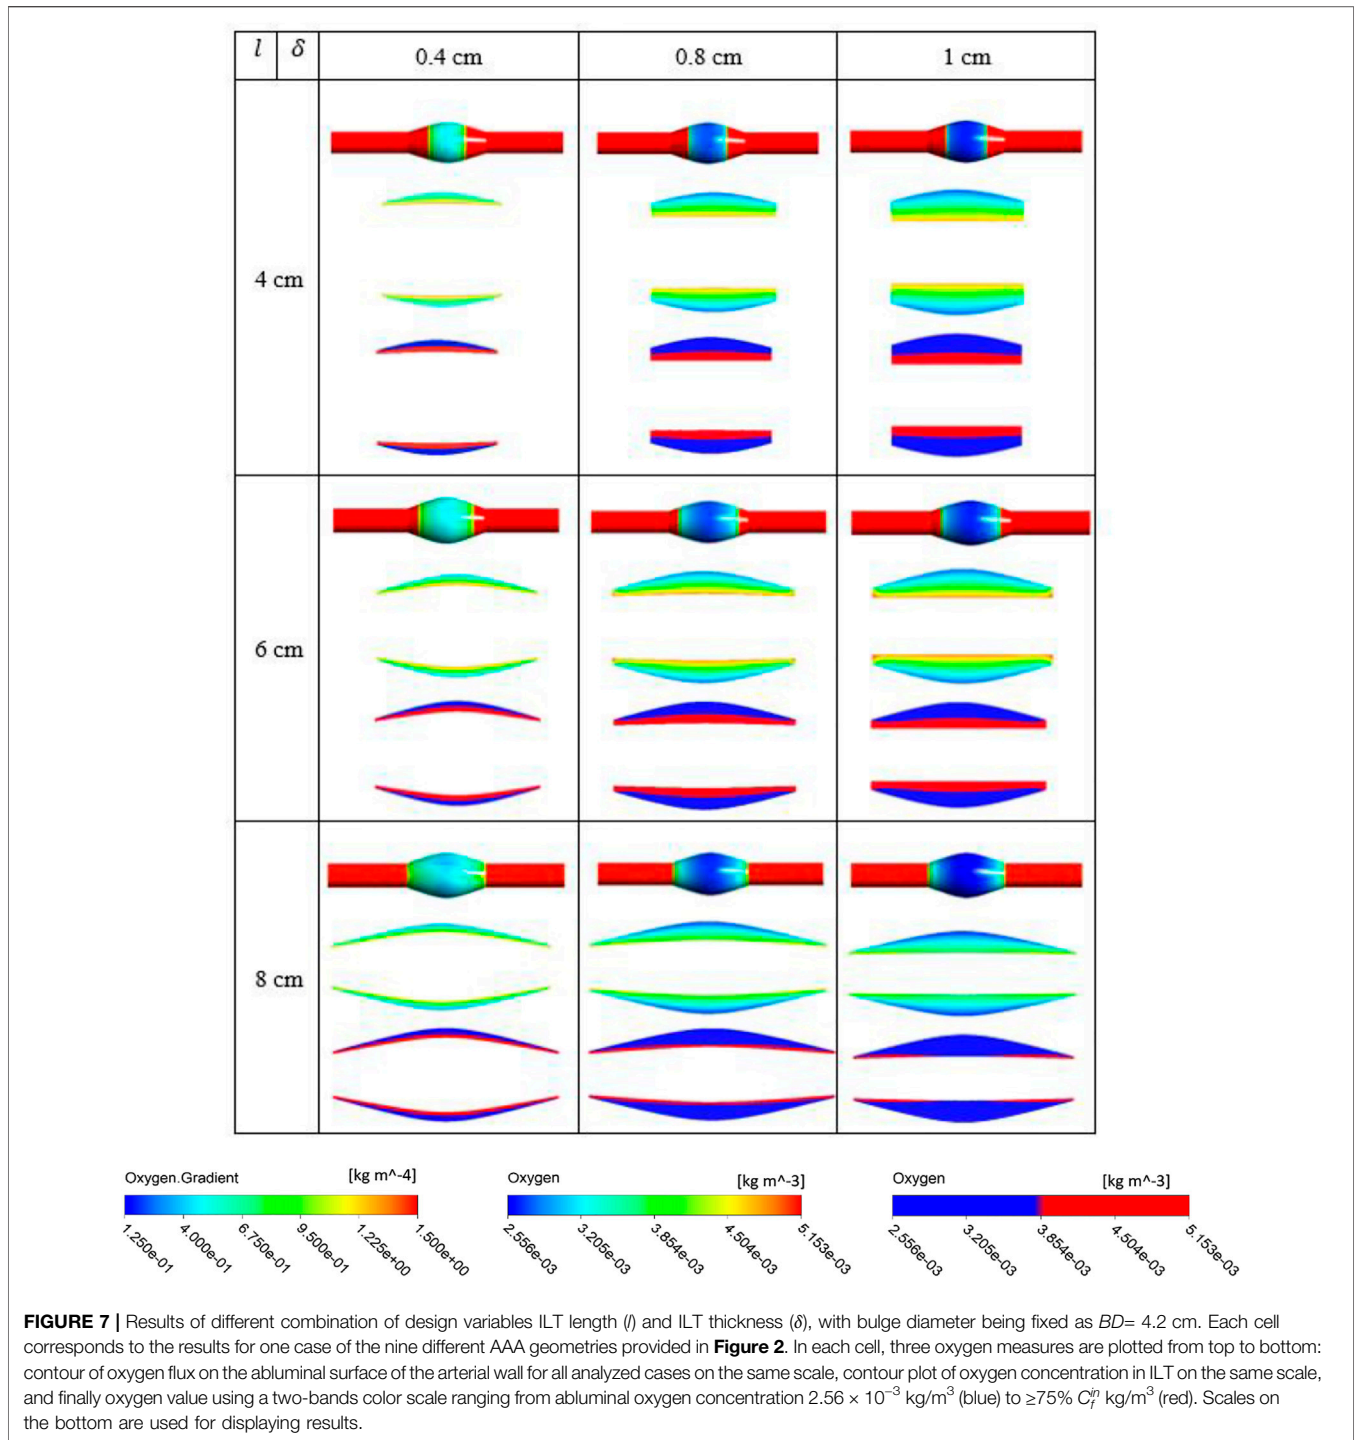 l δ 0.4 cm 0.8 cm 1 cm
4 cm
6 cm
8 cm
Oxygen.Gradient [kg m^-4]
1.250e-01 4.000e-01 6.750e-01 9.500e-01 1.225e+00 1.500e+00
Oxygen [kg m^-3]
2.556e-03 3.205e-03 3.854e-03 4.504e-03 5.153e-03
Oxygen [kg m^-3]
2.556e-03 3.205e-03 3.854e-03 4.504e-03 5.153e-03
FIGURE 7 | Results of different combination of design variables ILT length (l) and ILT thickness (δ), with bulge diameter being fixed as BD= 4.2 cm. Each cell
corresponds to the results for one case of the nine different AAA geometries provided in Figure 2. In each cell, three oxygen measures are plotted from top to bottom:
contour of oxygen flux on the abluminal surface of the arterial wall for all analyzed cases on the same scale, contour plot of oxygen concentration in ILT on the same scale,
and finally oxygen value using a two-bands color scale ranging from abluminal oxygen concentration 2.56 × 10⁻³ kg/m³ (blue) to ≥75% C_f^in kg/m³ (red). Scales on
the bottom are used for displaying results.